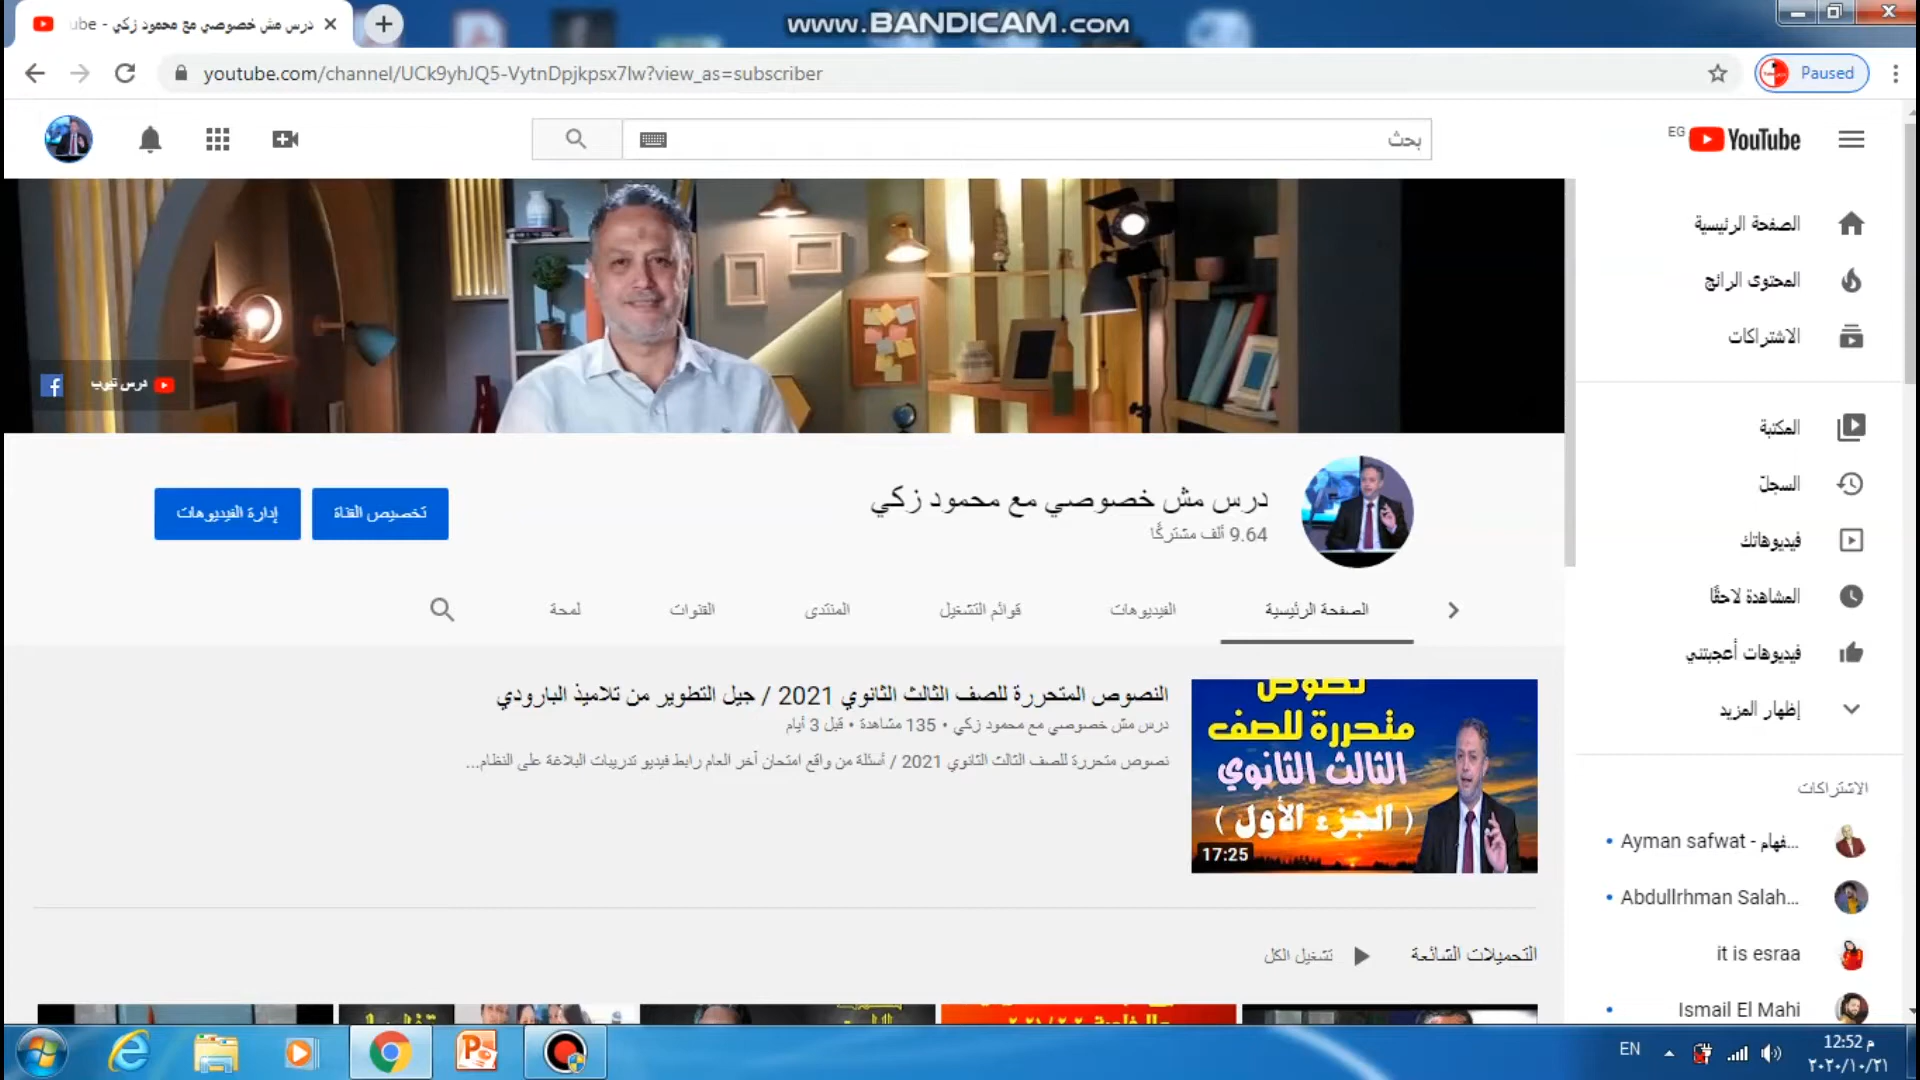 درس مش خصوصي مع محمود زكي - ube
www.BANDICAM.com
youtube.com/channel/UCk9yhJQ5-VytnDpjkpsx7lw?view_as=subscriber
Paused
بحث
YouTube
EG
الصفحة الرئيسية
المحتوى الرائج
الاشتراكات
درس تيوب
المكتبة
السجلّ
فيديوهاتك
المشاهدة لاحقًا
فيديوهات أعجبتني
إظهار المزيد
درس مش خصوصي مع محمود زكي
9.64 ألف مشتركًا
تخصيص القناة
إدارة الفيديوهات
الصفحة الرئيسية
الفيديوهات
قوائم التشغيل
المنتدى
القنوات
لمحة
نصوص
متحررة للصف
الثالث الثانوي
( الجزء الأول )
17:25
النصوص المتحررة للصف الثالث الثانوي 2021 / جيل التطوير من تلاميذ البارودي
درس مش خصوصي مع محمود زكي • 135 مشاهدة • قبل 3 أيام
نصوص متحررة للصف الثالث الثانوي 2021 / أسئلة من واقع امتحان آخر العام رابط فيديو تدريبات البلاغة على النظام...
الاشتراكات
Ayman safwat - فهام...
Abdullrhman Salah...
it is esraa
Ismail El Mahi
التحميلات الشائعة
تشغيل الكل
EN
12:52 م
٢٠٢٠/١٠/٢١